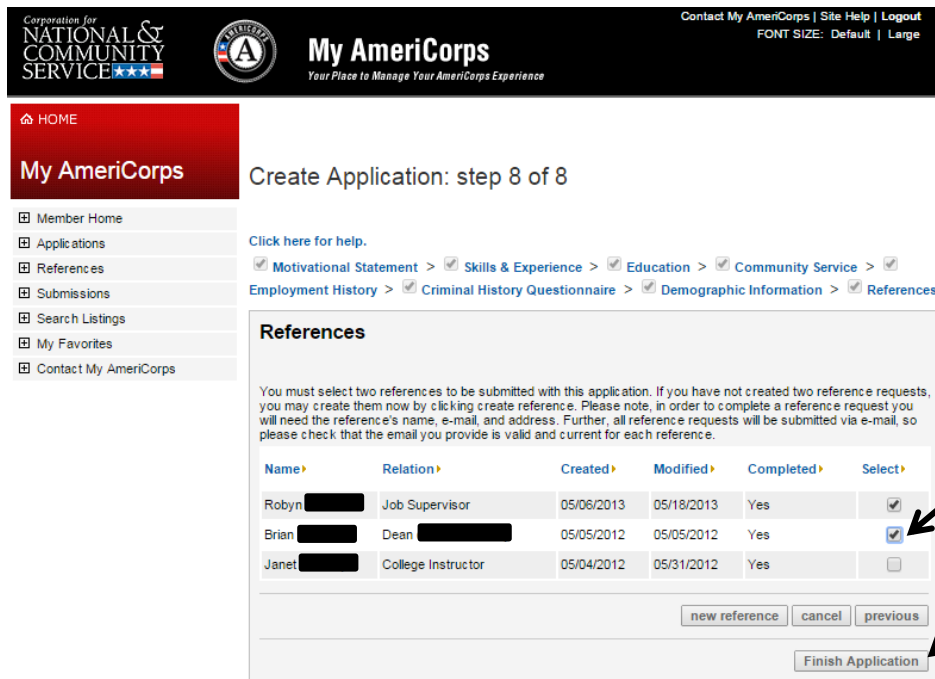 Corporation for
NATIONAL &
COMMUNITY
SERVICE
AMERICORPS
A
My AmeriCorps
Your Place to Manage Your AmeriCorps Experience
Contact My AmeriCorps | Site Help | Logout
FONT SIZE: Default | Large
HOME
My AmeriCorps
Member Home
Applications
References
Submissions
Search Listings
My Favorites
Contact My AmeriCorps
Create Application: step 8 of 8
Click here for help.
Motivational Statement > Skills & Experience > Education > Community Service >
Employment History > Criminal History Questionnaire > Demographic Information > References
References
You must select two references to be submitted with this application. If you have not created two reference requests,
you may create them now by clicking create reference. Please note, in order to complete a reference request you
will need the reference's name, e-mail, and address. Further, all reference requests will be submitted via e-mail, so
please check that the email you provide is valid and current for each reference.
Name Relation Created Modified Completed Select
Robyn Job Supervisor 05/06/2013 05/18/2013 Yes
Brian Dean 05/05/2012 05/05/2012 Yes
Janet College Instructor 05/04/2012 05/31/2012 Yes
new reference cancel previous
Finish Application